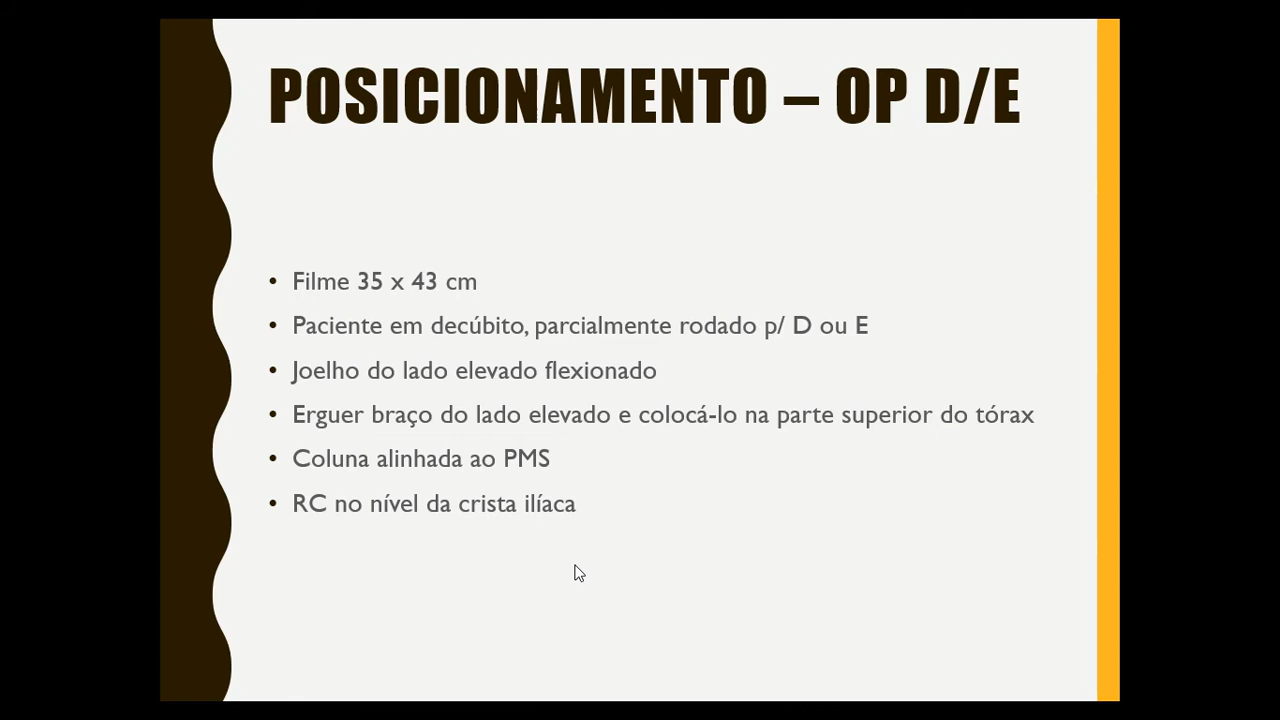 POSICIONAMENTO – OP D/E
• Filme 35 x 43 cm
• Paciente em decúbito, parcialmente rodado p/ D ou E
• Joelho do lado elevado flexionado
• Erguer braço do lado elevado e colocá-lo na parte superior do tórax
• Coluna alinhada ao PMS
• RC no nível da crista ilíaca